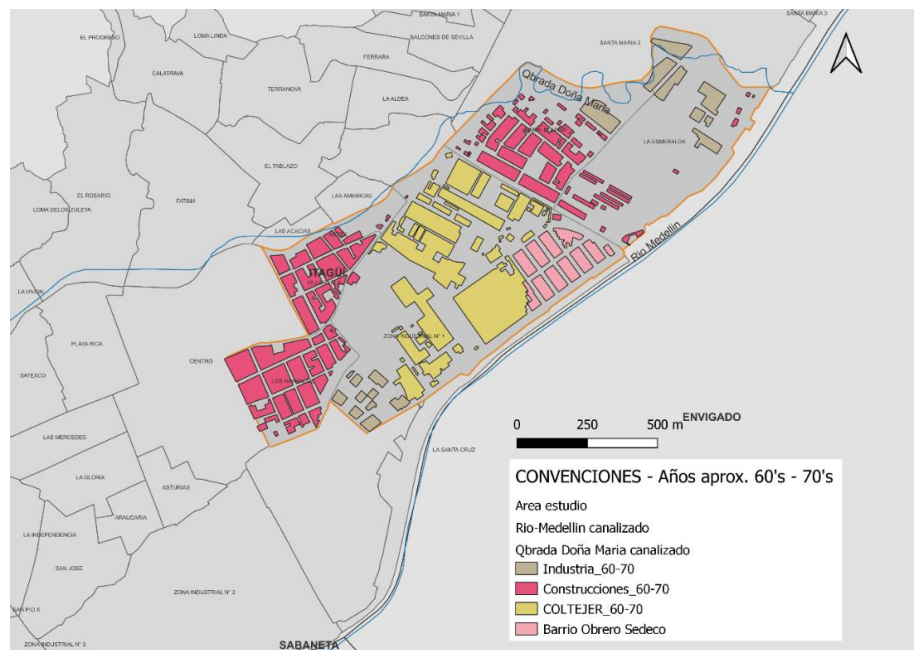 SANTA MARIA 1
SANTA MARIA 3
EL PROGRESO
LOMA LINDA
BALCONES DE SEVILLA
SANTA MARIA 2
FERRARA
CALATRAVA
TERRANOVA
LA ALDEA
Qbrada Doña Maria
LA ESMERALDA
EL TABLAZO
EL ROSARIO
FATIMA
LAS AMERICAS
LOMA DE LOS ZULETA
LAS ACACIAS
Rio Medellin
ITAGÜI
LA UNION
ZONA INDUSTRIAL N° 1
PLAYA RICA
CENTRO
SATEXCO
LOS NARANJOS
0 250 500 m
ENVIGADO
LAS MERCEDES
LA SANTA CRUZ
LA GLORIA
ASTURIAS
ARAUCARIA
LA INDEPENDENCIA
SAN JOSE
ZONA INDUSTRIAL N° 2
SAN PIO X
ZONA INDUSTRIAL N° 3
SABANETA
CONVENCIONES - Años aprox. 60's - 70's
Area estudio
Rio-Medellin canalizado
Qbrada Doña Maria canalizado
Industria_60-70
Construcciones_60-70
COLTEJER_60-70
Barrio Obrero Sedeco